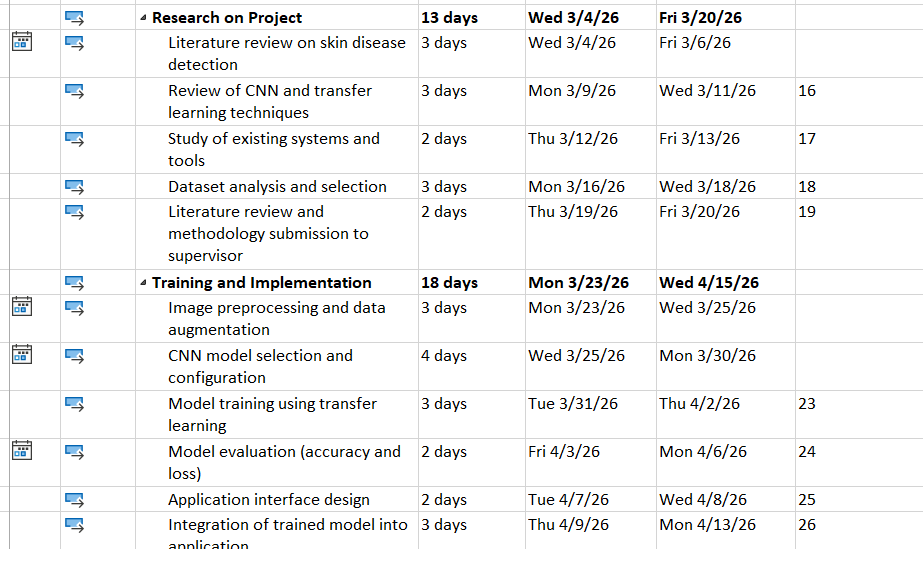 Research on Project 13 days Wed 3/4/26 Fri 3/20/26
Literature review on skin disease 3 days Wed 3/4/26 Fri 3/6/26
detection
Review of CNN and transfer 3 days Mon 3/9/26 Wed 3/11/26 16
learning techniques
Study of existing systems and 2 days Thu 3/12/26 Fri 3/13/26 17
tools
Dataset analysis and selection 3 days Mon 3/16/26 Wed 3/18/26 18
Literature review and 2 days Thu 3/19/26 Fri 3/20/26 19
methodology submission to
supervisor
Training and Implementation 18 days Mon 3/23/26 Wed 4/15/26
Image preprocessing and data 3 days Mon 3/23/26 Wed 3/25/26
augmentation
CNN model selection and 4 days Wed 3/25/26 Mon 3/30/26
configuration
Model training using transfer 3 days Tue 3/31/26 Thu 4/2/26 23
learning
Model evaluation (accuracy and 2 days Fri 4/3/26 Mon 4/6/26 24
loss)
Application interface design 2 days Tue 4/7/26 Wed 4/8/26 25
Integration of trained model into 3 days Thu 4/9/26 Mon 4/13/26 26
application